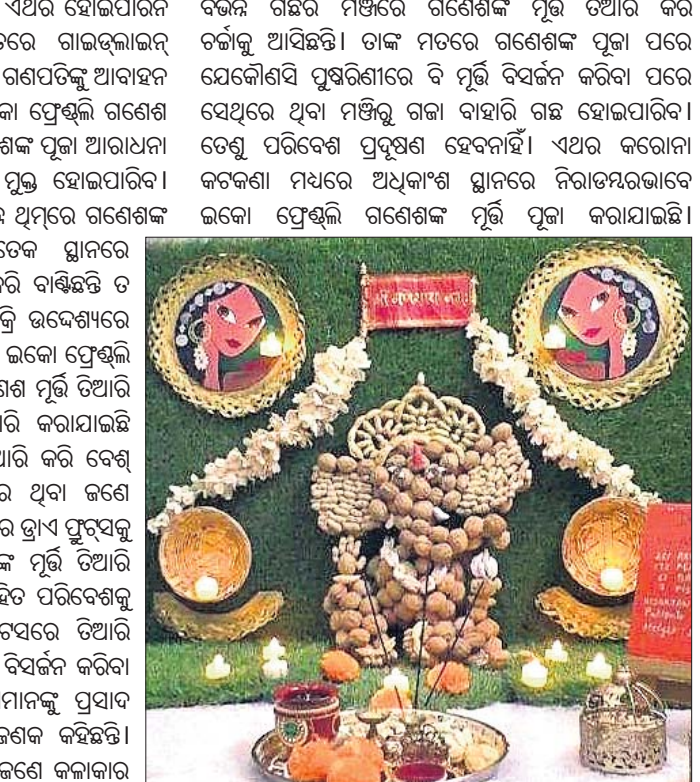 ଏଥର ହୋଇପାରିନି
ତରେ ଗାଇଡ୍‌ଲାଇନ୍
ଗଣପତିଙ୍କୁ ଆବାହନ
କୋ ଫ୍ରେଣ୍ଡ୍‌ଲି ଗଣେଶ
ଶଙ୍କ ପୂଜା ଆରାଧନା
ମୁକ୍ତ ହୋଇପାରିବ।
ଥିମ୍‌ରେ ଗଣେଶଙ୍କ
ତେକ ସ୍ଥାନରେ
ରି ବାଣ୍ଟିଛନ୍ତି ତ
କ୍ରି ଉଦ୍ଦେଶ୍ୟରେ
ଇକୋ ଫ୍ରେଣ୍ଡ୍‌ଲି
ଣେଶ ମୂର୍ତ୍ତି ତିଆରି
ରି କରାଯାଇଛି
ଆରି କରି ବେଶ୍
ର ଥିବା ଜଣେ
ର ଡ୍ରାଏ ଫ୍ରୁଟ୍‌ସକୁ
ଙ୍କ ମୂର୍ତ୍ତି ତିଆରି
ହିତ ପରିବେଶକୁ
ଟସରେ ତିଆରି
ବିସର୍ଜନ କରିବା
ମାନଙ୍କୁ ପ୍ରସାଦ
ଜଣକ କହିଛନ୍ତି।
ଜଣେ କଳାକାର
ବିଭିନ୍ନ ଗଛର ମଞ୍ଜିରେ ଗଣେଶଙ୍କ ମୂର୍ତ୍ତି ତିଆରି କରି
ଚର୍ଚ୍ଚାକୁ ଆସିଛନ୍ତି। ତାଙ୍କ ମତରେ ଗଣେଶଙ୍କ ପୂଜା ପରେ
ଯେକୌଣସି ପୁଷ୍କରିଣୀରେ ବି ମୂର୍ତ୍ତି ବିସର୍ଜନ କରିବା ପରେ
ସେଥିରେ ଥିବା ମଞ୍ଜିରୁ ଗଜା ବାହାରି ଗଛ ହୋଇପାରିବ।
ତେଣୁ ପରିବେଶ ପ୍ରଦୂଷଣ ହେବନାହିଁ। ଏଥର କରୋନା
କଟକଣା ମଧ୍ୟରେ ଅଧିକାଂଶ ସ୍ଥାନରେ ନିରାଡମ୍ବରଭାବେ
ଇକୋ ଫ୍ରେଣ୍ଡ୍‌ଲି ଗଣେଶଙ୍କ ମୂର୍ତ୍ତି ପୂଜା କରାଯାଇଛି।